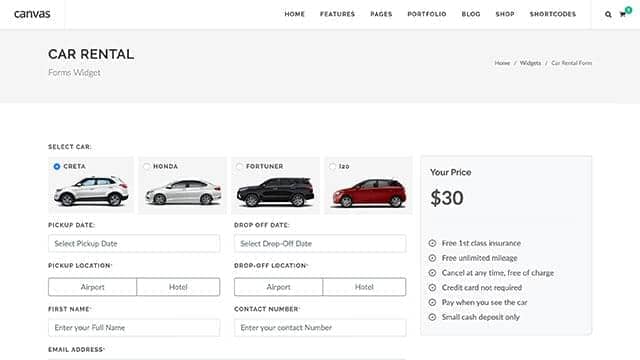 canvas
HOME FEATURES PAGES PORTFOLIO BLOG SHOP SHORTCODES
CAR RENTAL
Forms Widget
Home / Widgets / Car Rental Form
SELECT CAR:
CRETA HONDA FORTUNER I20
PICKUP DATE: DROP OFF DATE:
Select Pickup Date Select Drop-Off Date
PICKUP LOCATION* DROP-OFF LOCATION*
Airport Hotel Airport Hotel
FIRST NAME* CONTACT NUMBER*
Enter your Full Name Enter your contact Number
EMAIL ADDRESS*
Your Price
$30
Free 1st class insurance
Free unlimited mileage
Cancel at any time, free of charge
Credit card not required
Pay when you see the car
Small cash deposit only